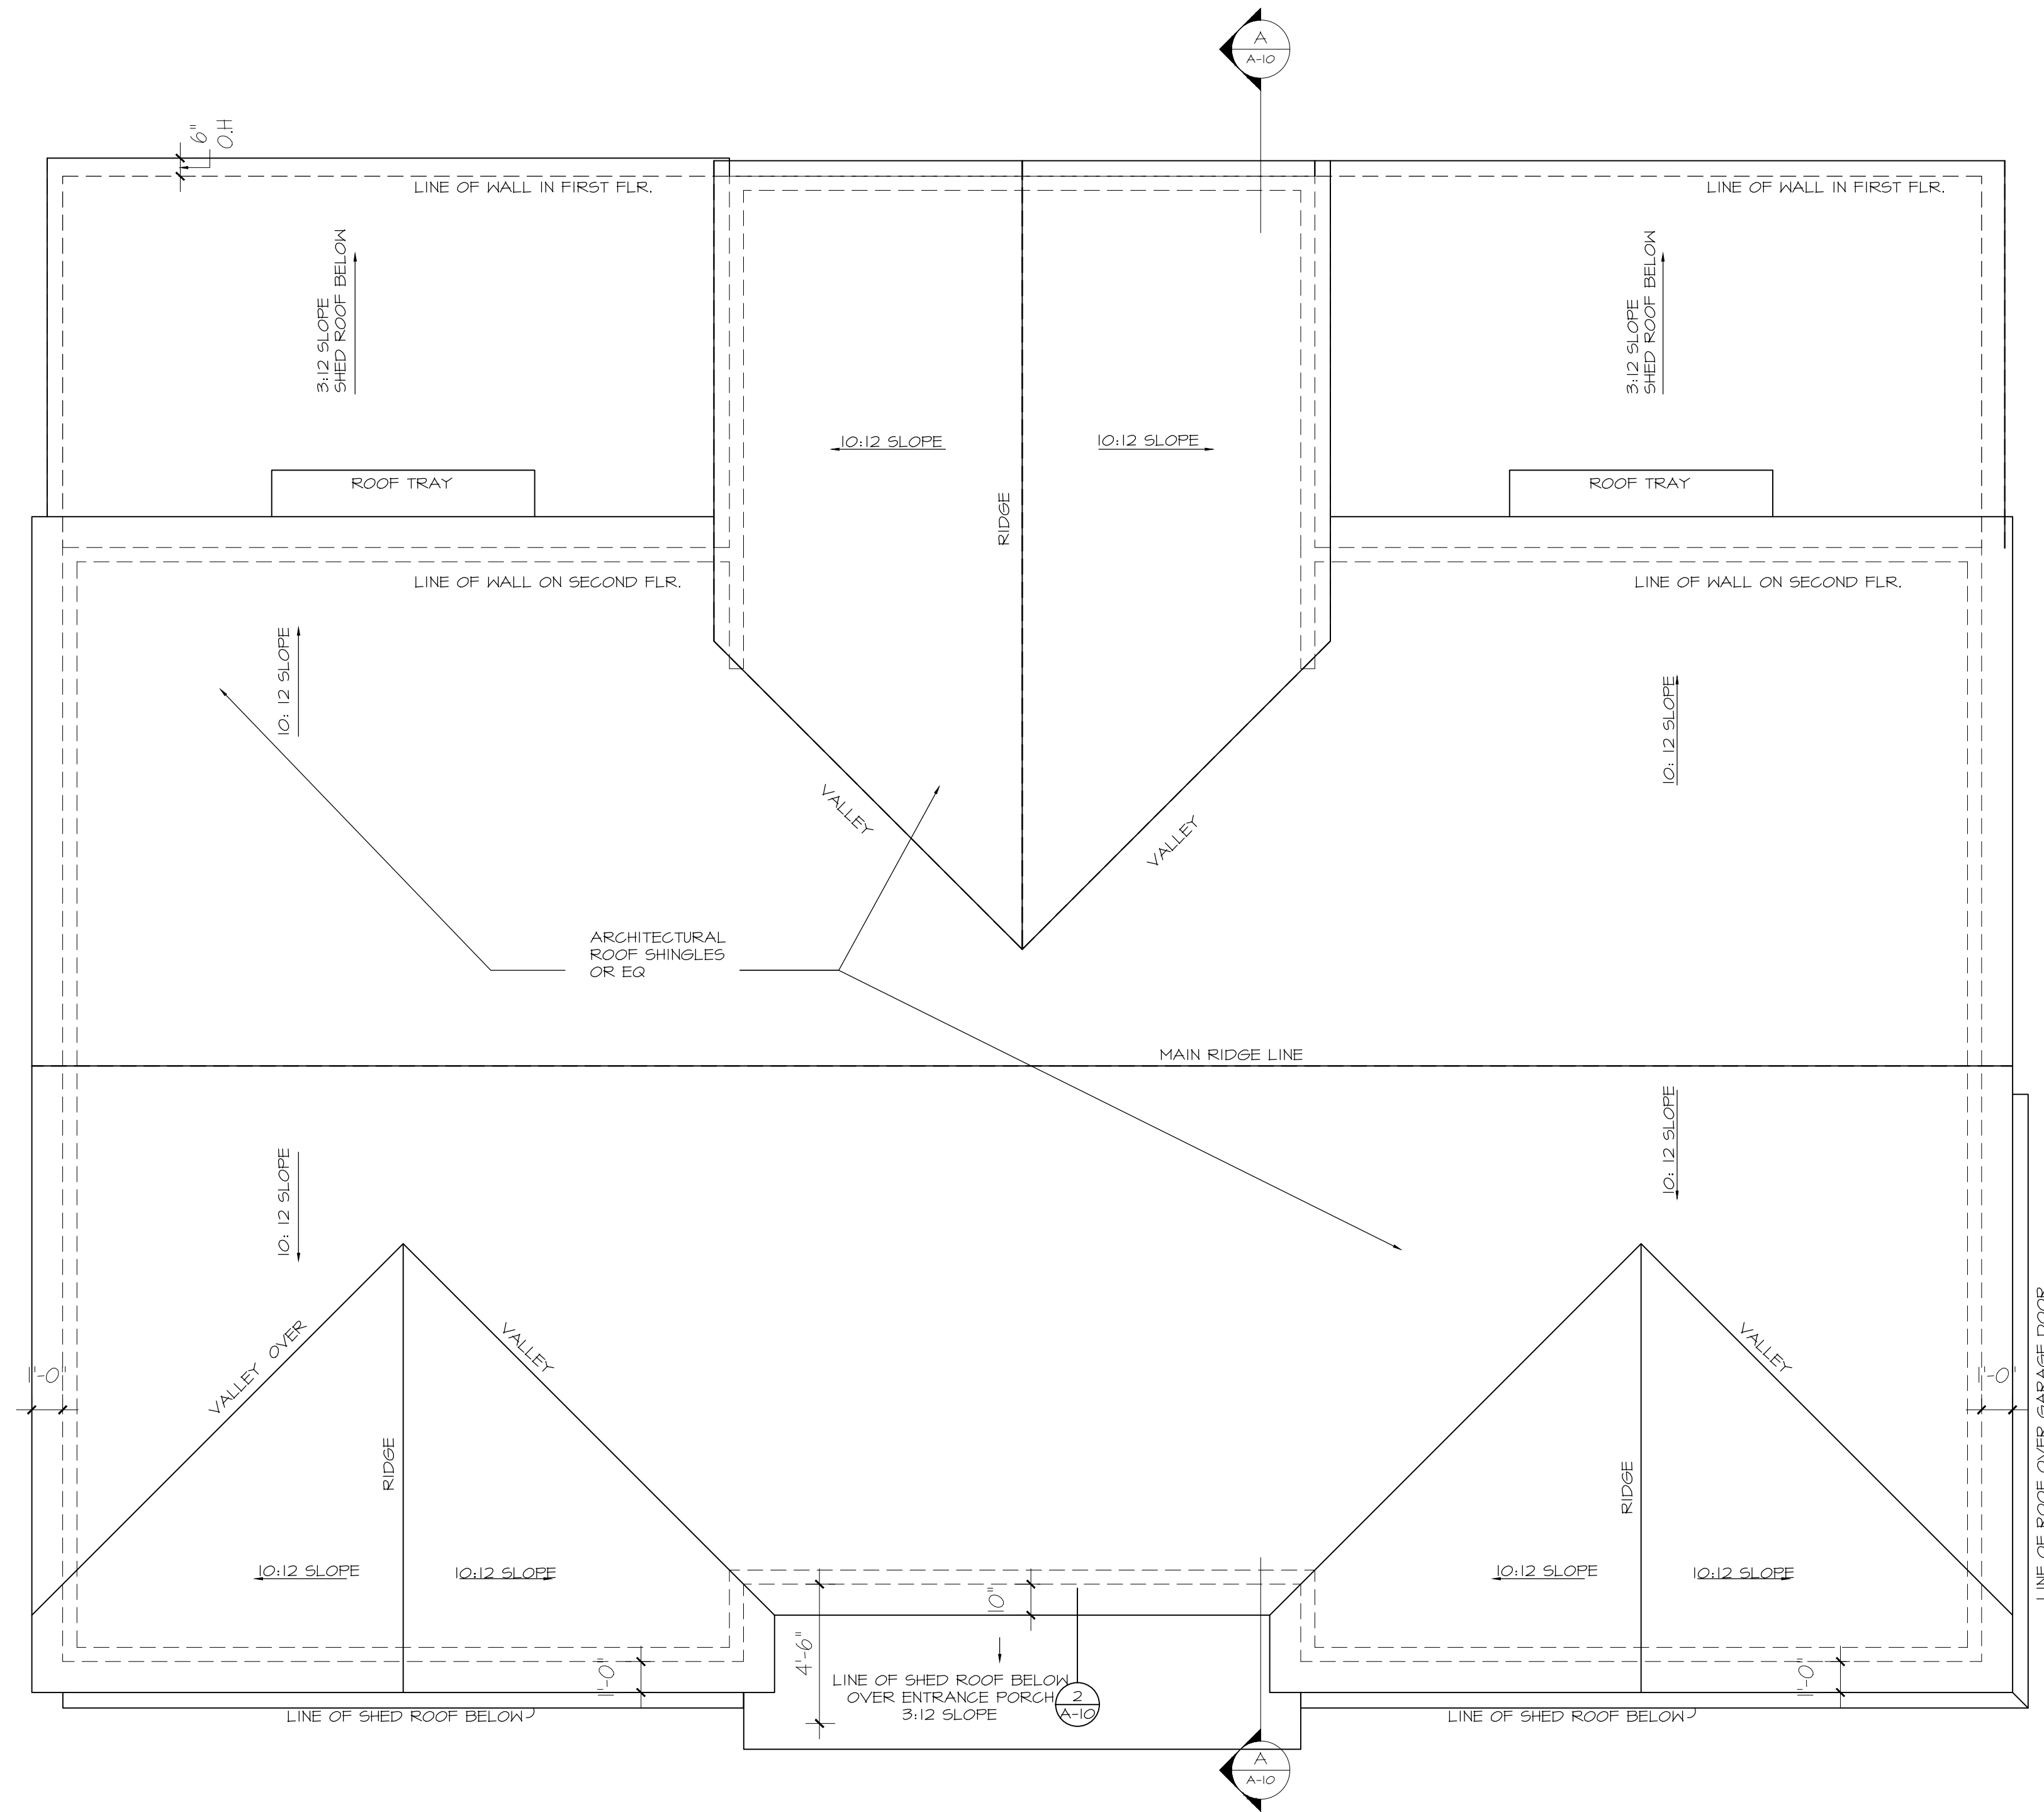 A
A-10
6"
O.H
LINE OF WALL IN FIRST FLR.
LINE OF WALL IN FIRST FLR.
3:12 SLOPE
SHED ROOF BELOW
3:12 SLOPE
SHED ROOF BELOW
10:12 SLOPE
10:12 SLOPE
ROOF TRAY
ROOF TRAY
RIDGE
LINE OF WALL ON SECOND FLR.
LINE OF WALL ON SECOND FLR.
10: 12 SLOPE
10: 12 SLOPE
VALLEY
VALLEY
ARCHITECTURAL
ROOF SHINGLES
OR EQ
MAIN RIDGE LINE
10: 12 SLOPE
10: 12 SLOPE
VALLEY OVER
VALLEY
VALLEY
1'-0"
1'-0"
LINE OF ROOF OVER GARAGE DOOR
RIDGE
RIDGE
10:12 SLOPE
10:12 SLOPE
10:12 SLOPE
10:12 SLOPE
10"
4'-6"
1'-0"
1'-0"
LINE OF SHED ROOF BELOW
OVER ENTRANCE PORCH
3:12 SLOPE
2
A-10
LINE OF SHED ROOF BELOW
LINE OF SHED ROOF BELOW
A
A-10